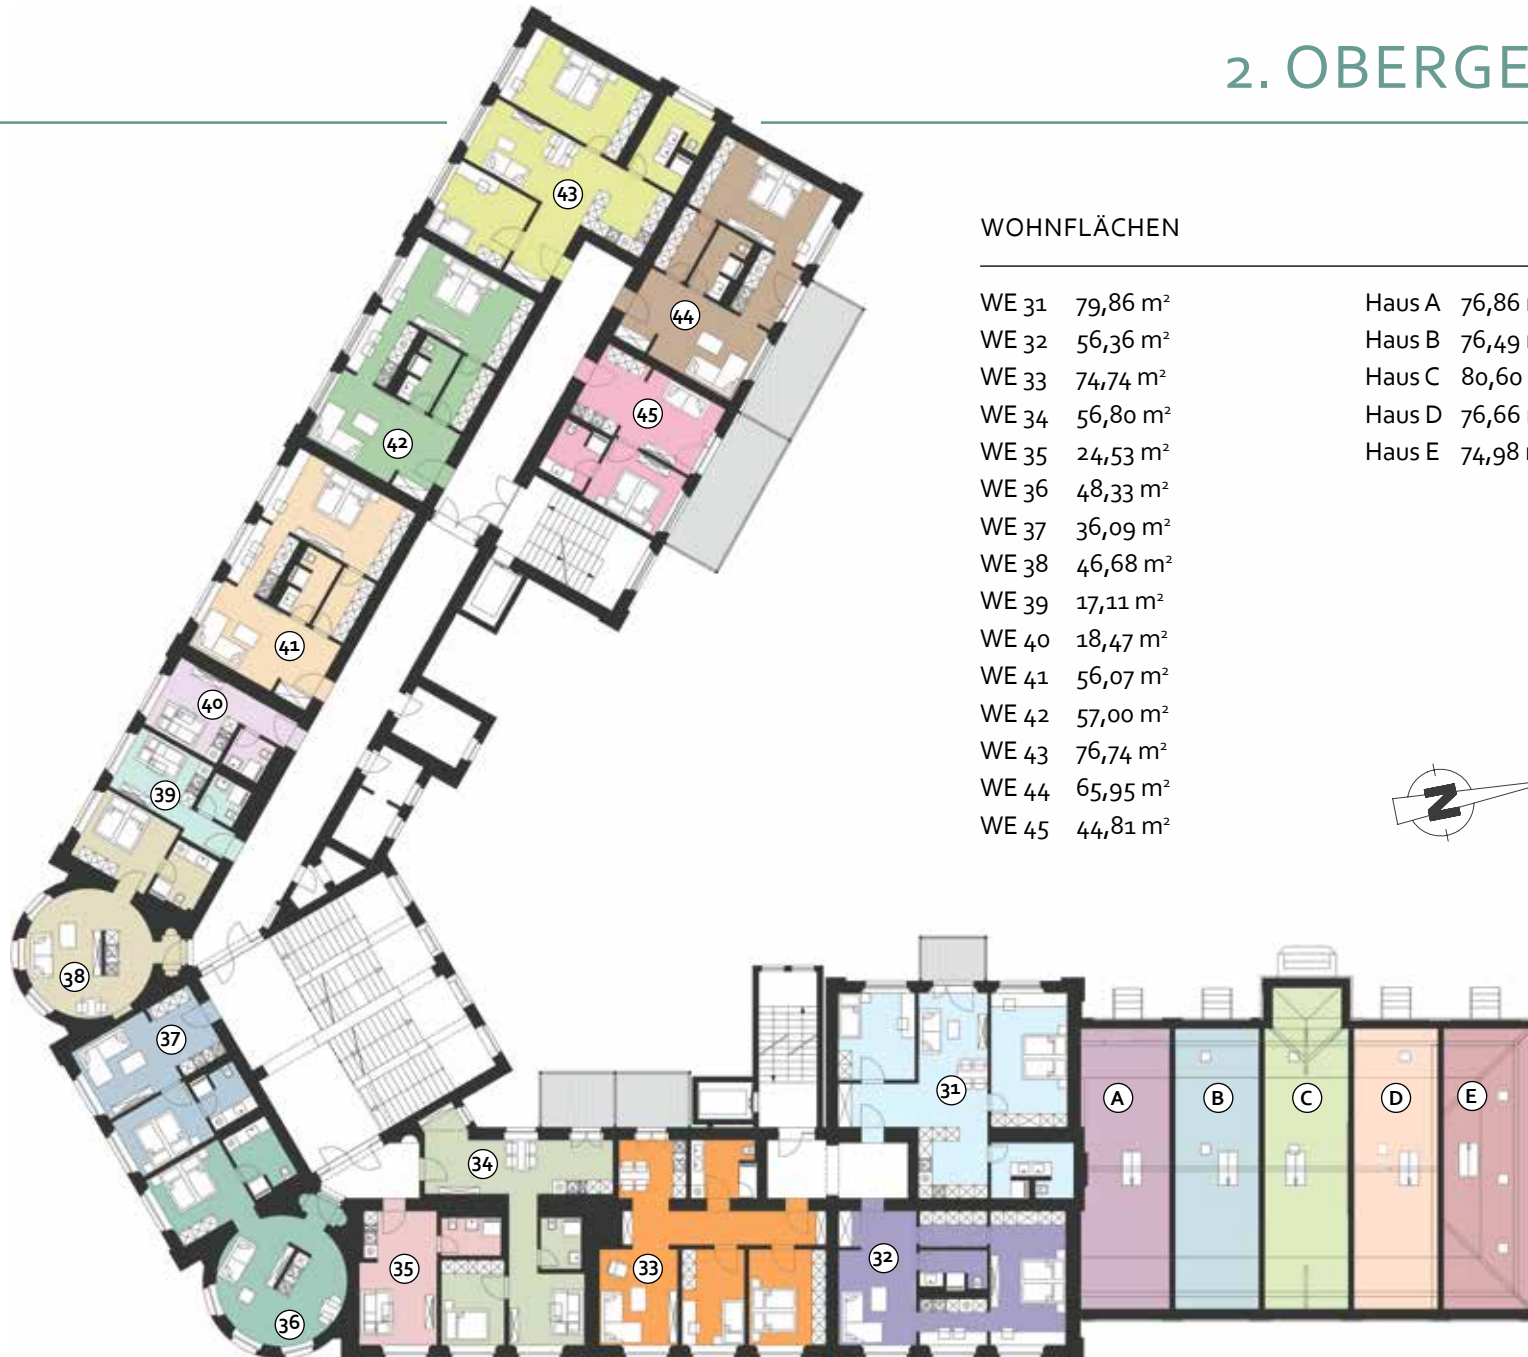 2. OBERGE
WOHNFLÄCHEN
WE 31 79,86 m²
WE 32 56,36 m²
WE 33 74,74 m²
WE 34 56,80 m²
WE 35 24,53 m²
WE 36 48,33 m²
WE 37 36,09 m²
WE 38 46,68 m²
WE 39 17,11 m²
WE 40 18,47 m²
WE 41 56,07 m²
WE 42 57,00 m²
WE 43 76,74 m²
WE 44 65,95 m²
WE 45 44,81 m²
Haus A 76,86
Haus B 76,49
Haus C 80,60
Haus D 76,66
Haus E 74,98
43
44
45
42
41
40
39
38
37
36
35
34
33
32
31
A
B
C
D
E
N